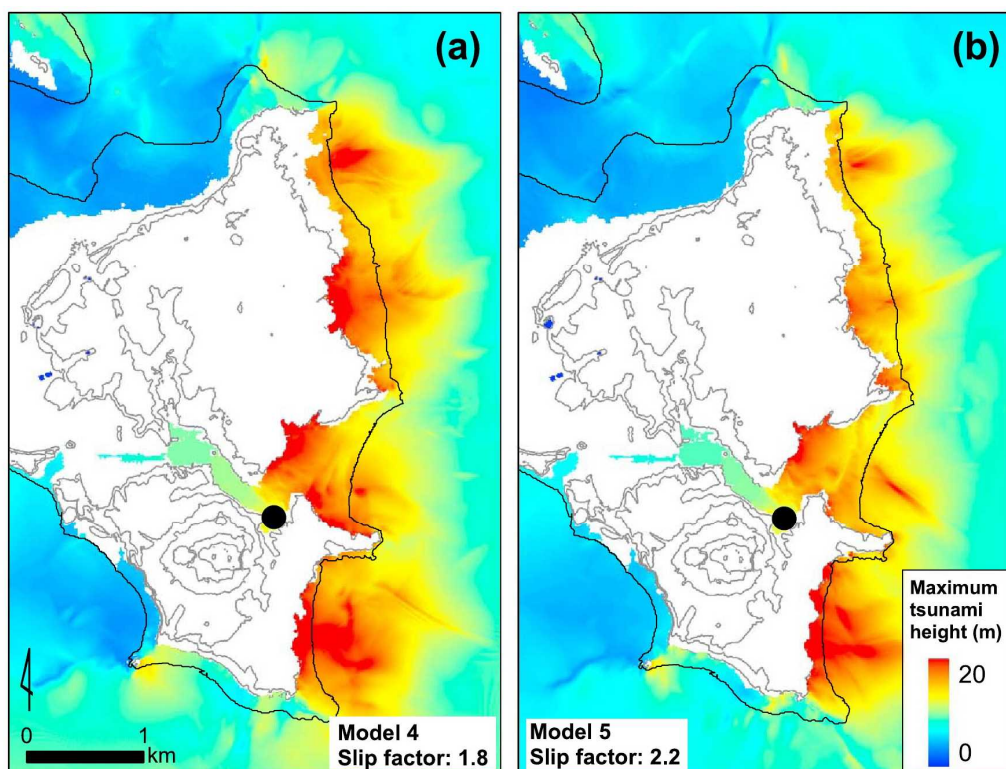 (a)
(b)
0
1
km
Model 4
Slip factor: 1.8
Model 5
Slip factor: 2.2
Maximum
tsunami
height (m)
20
0